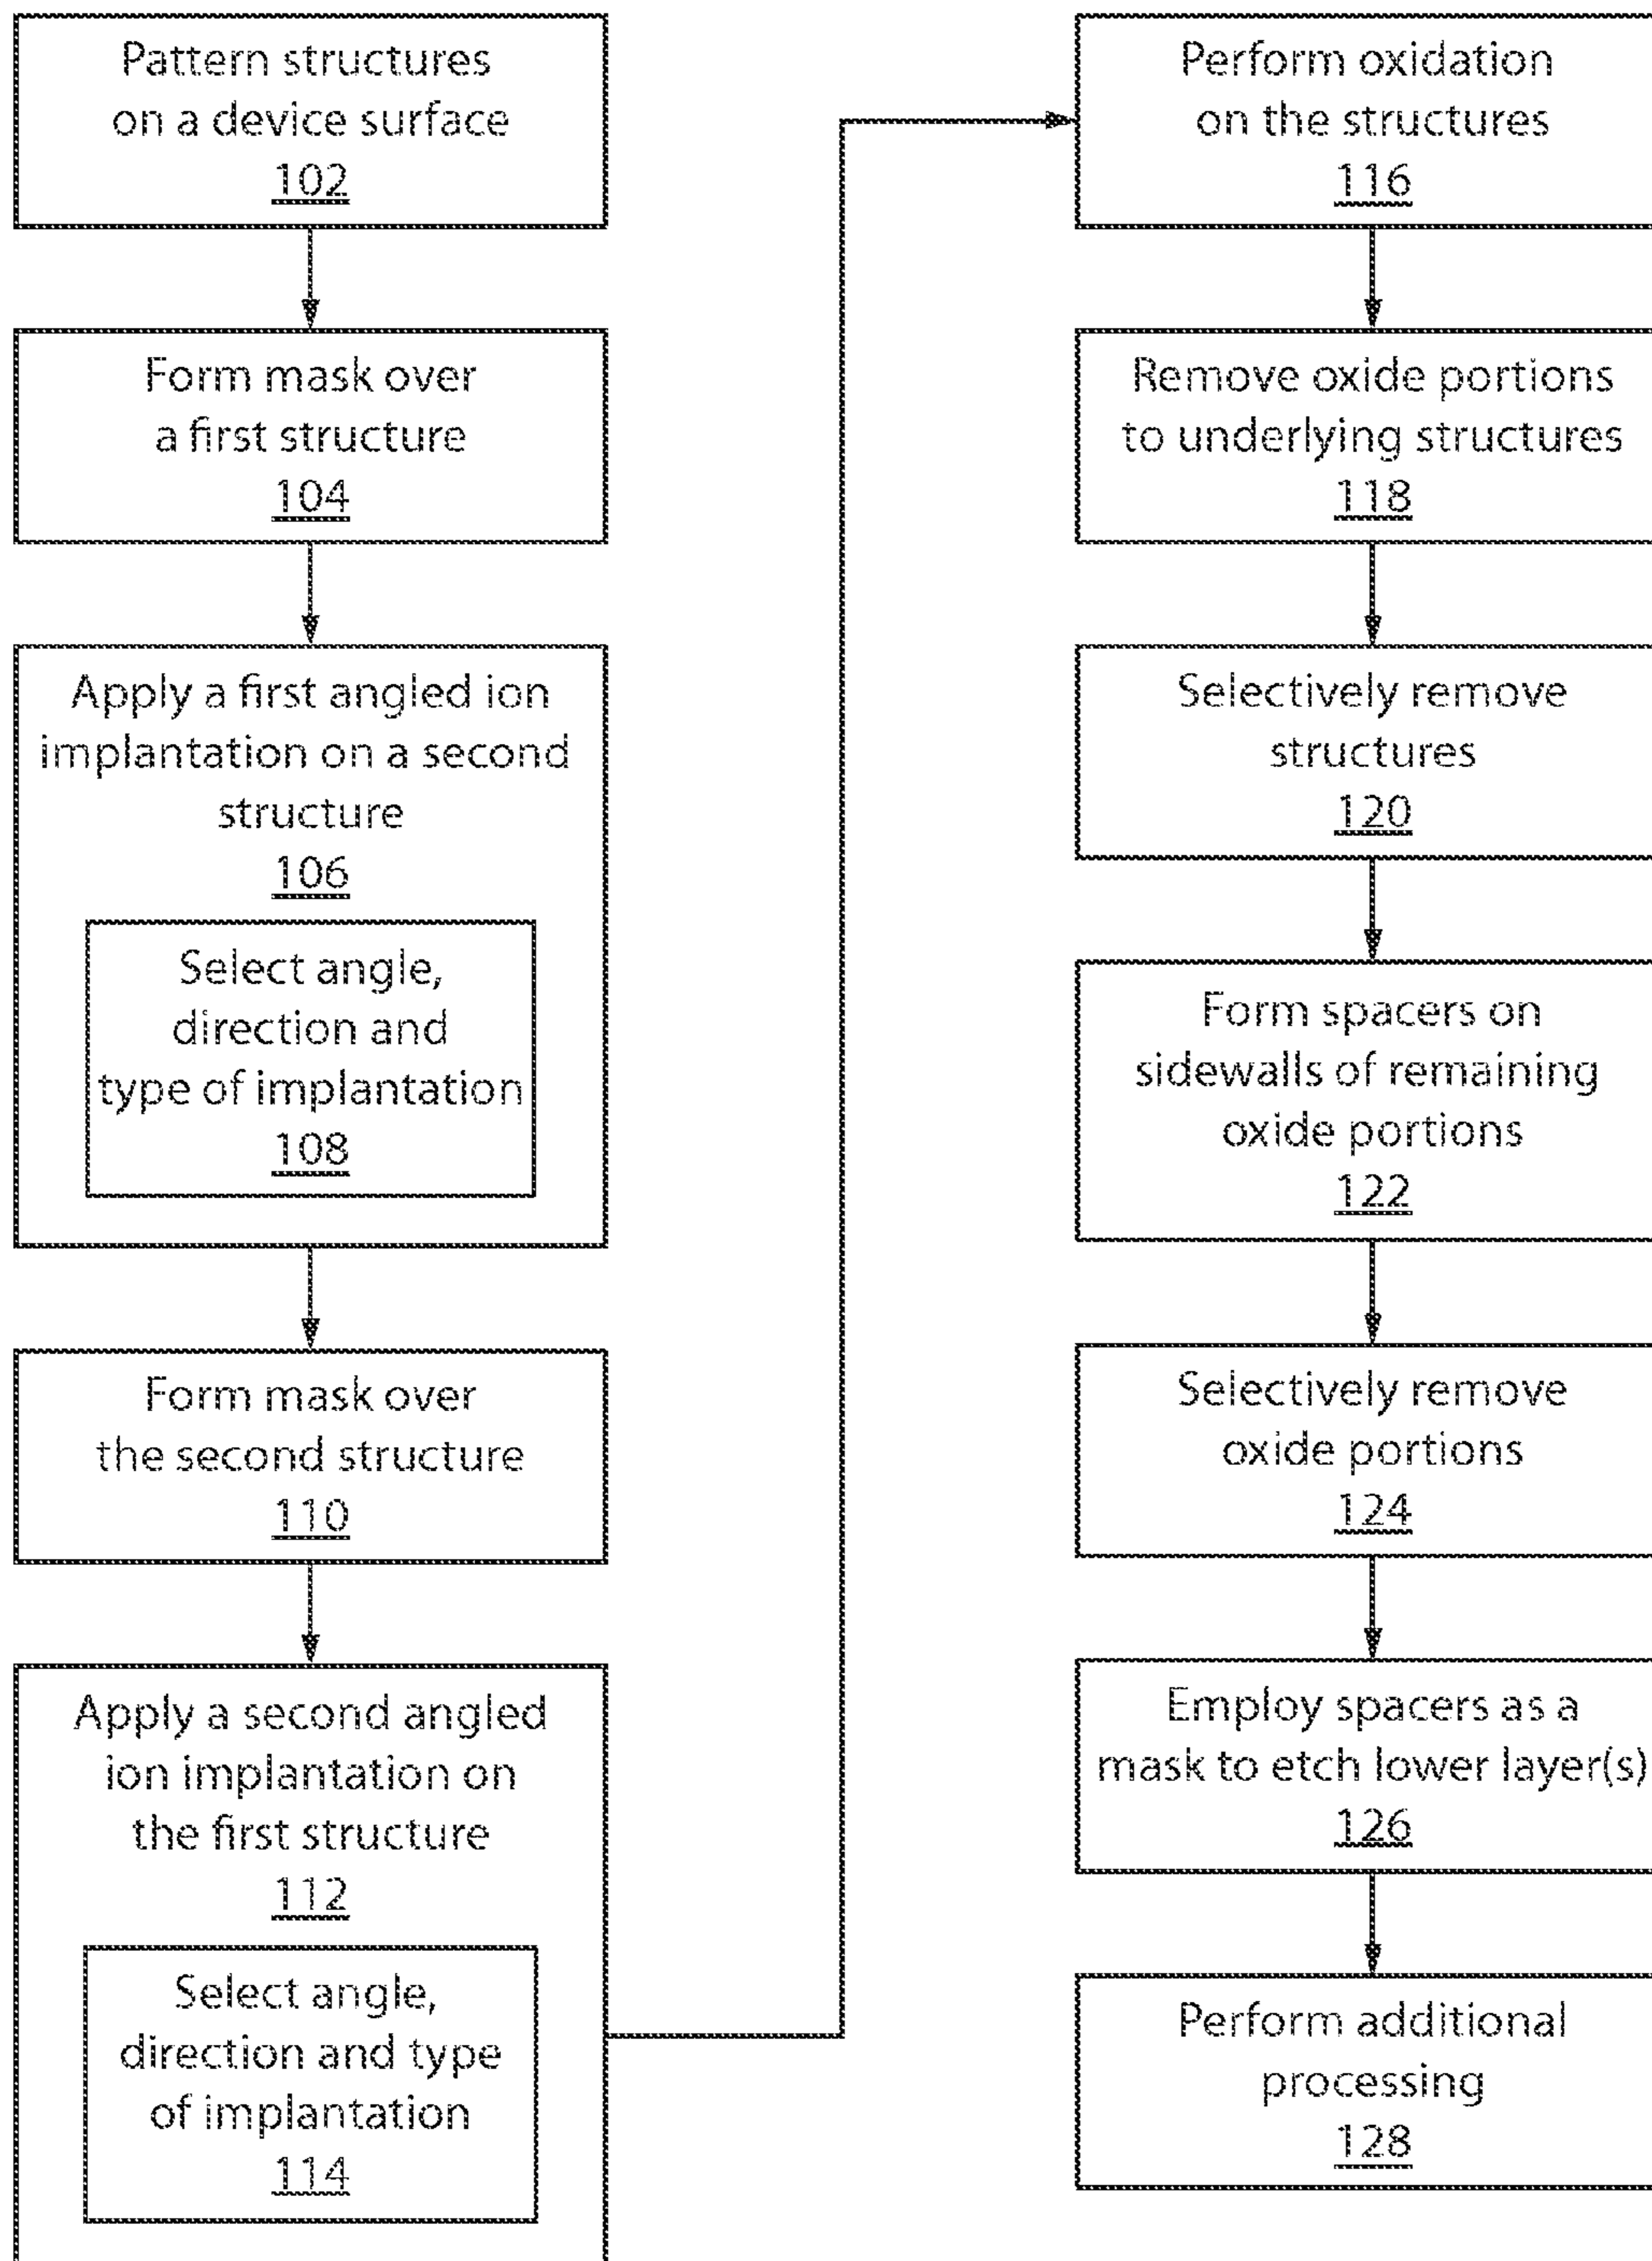 Pattern structures
on a device surface
102
Form mask over
a first structure
104
Apply a first angled ion
implantation on a second
structure
106
Select angle,
direction and
type of implantation
108
Form mask over
the second structure
110
Apply a second angled
ion implantation on
the first structure
112
Select angle,
direction and type
of implantation
114
Perform oxidation
on the structures
116
Remove oxide portions
to underlying structures
118
Selectively remove
structures
120
Form spacers on
sidewalls of remaining
oxide portions
122
Selectively remove
oxide portions
124
Employ spacers as a
mask to etch lower layer(s)
126
Perform additional
processing
128